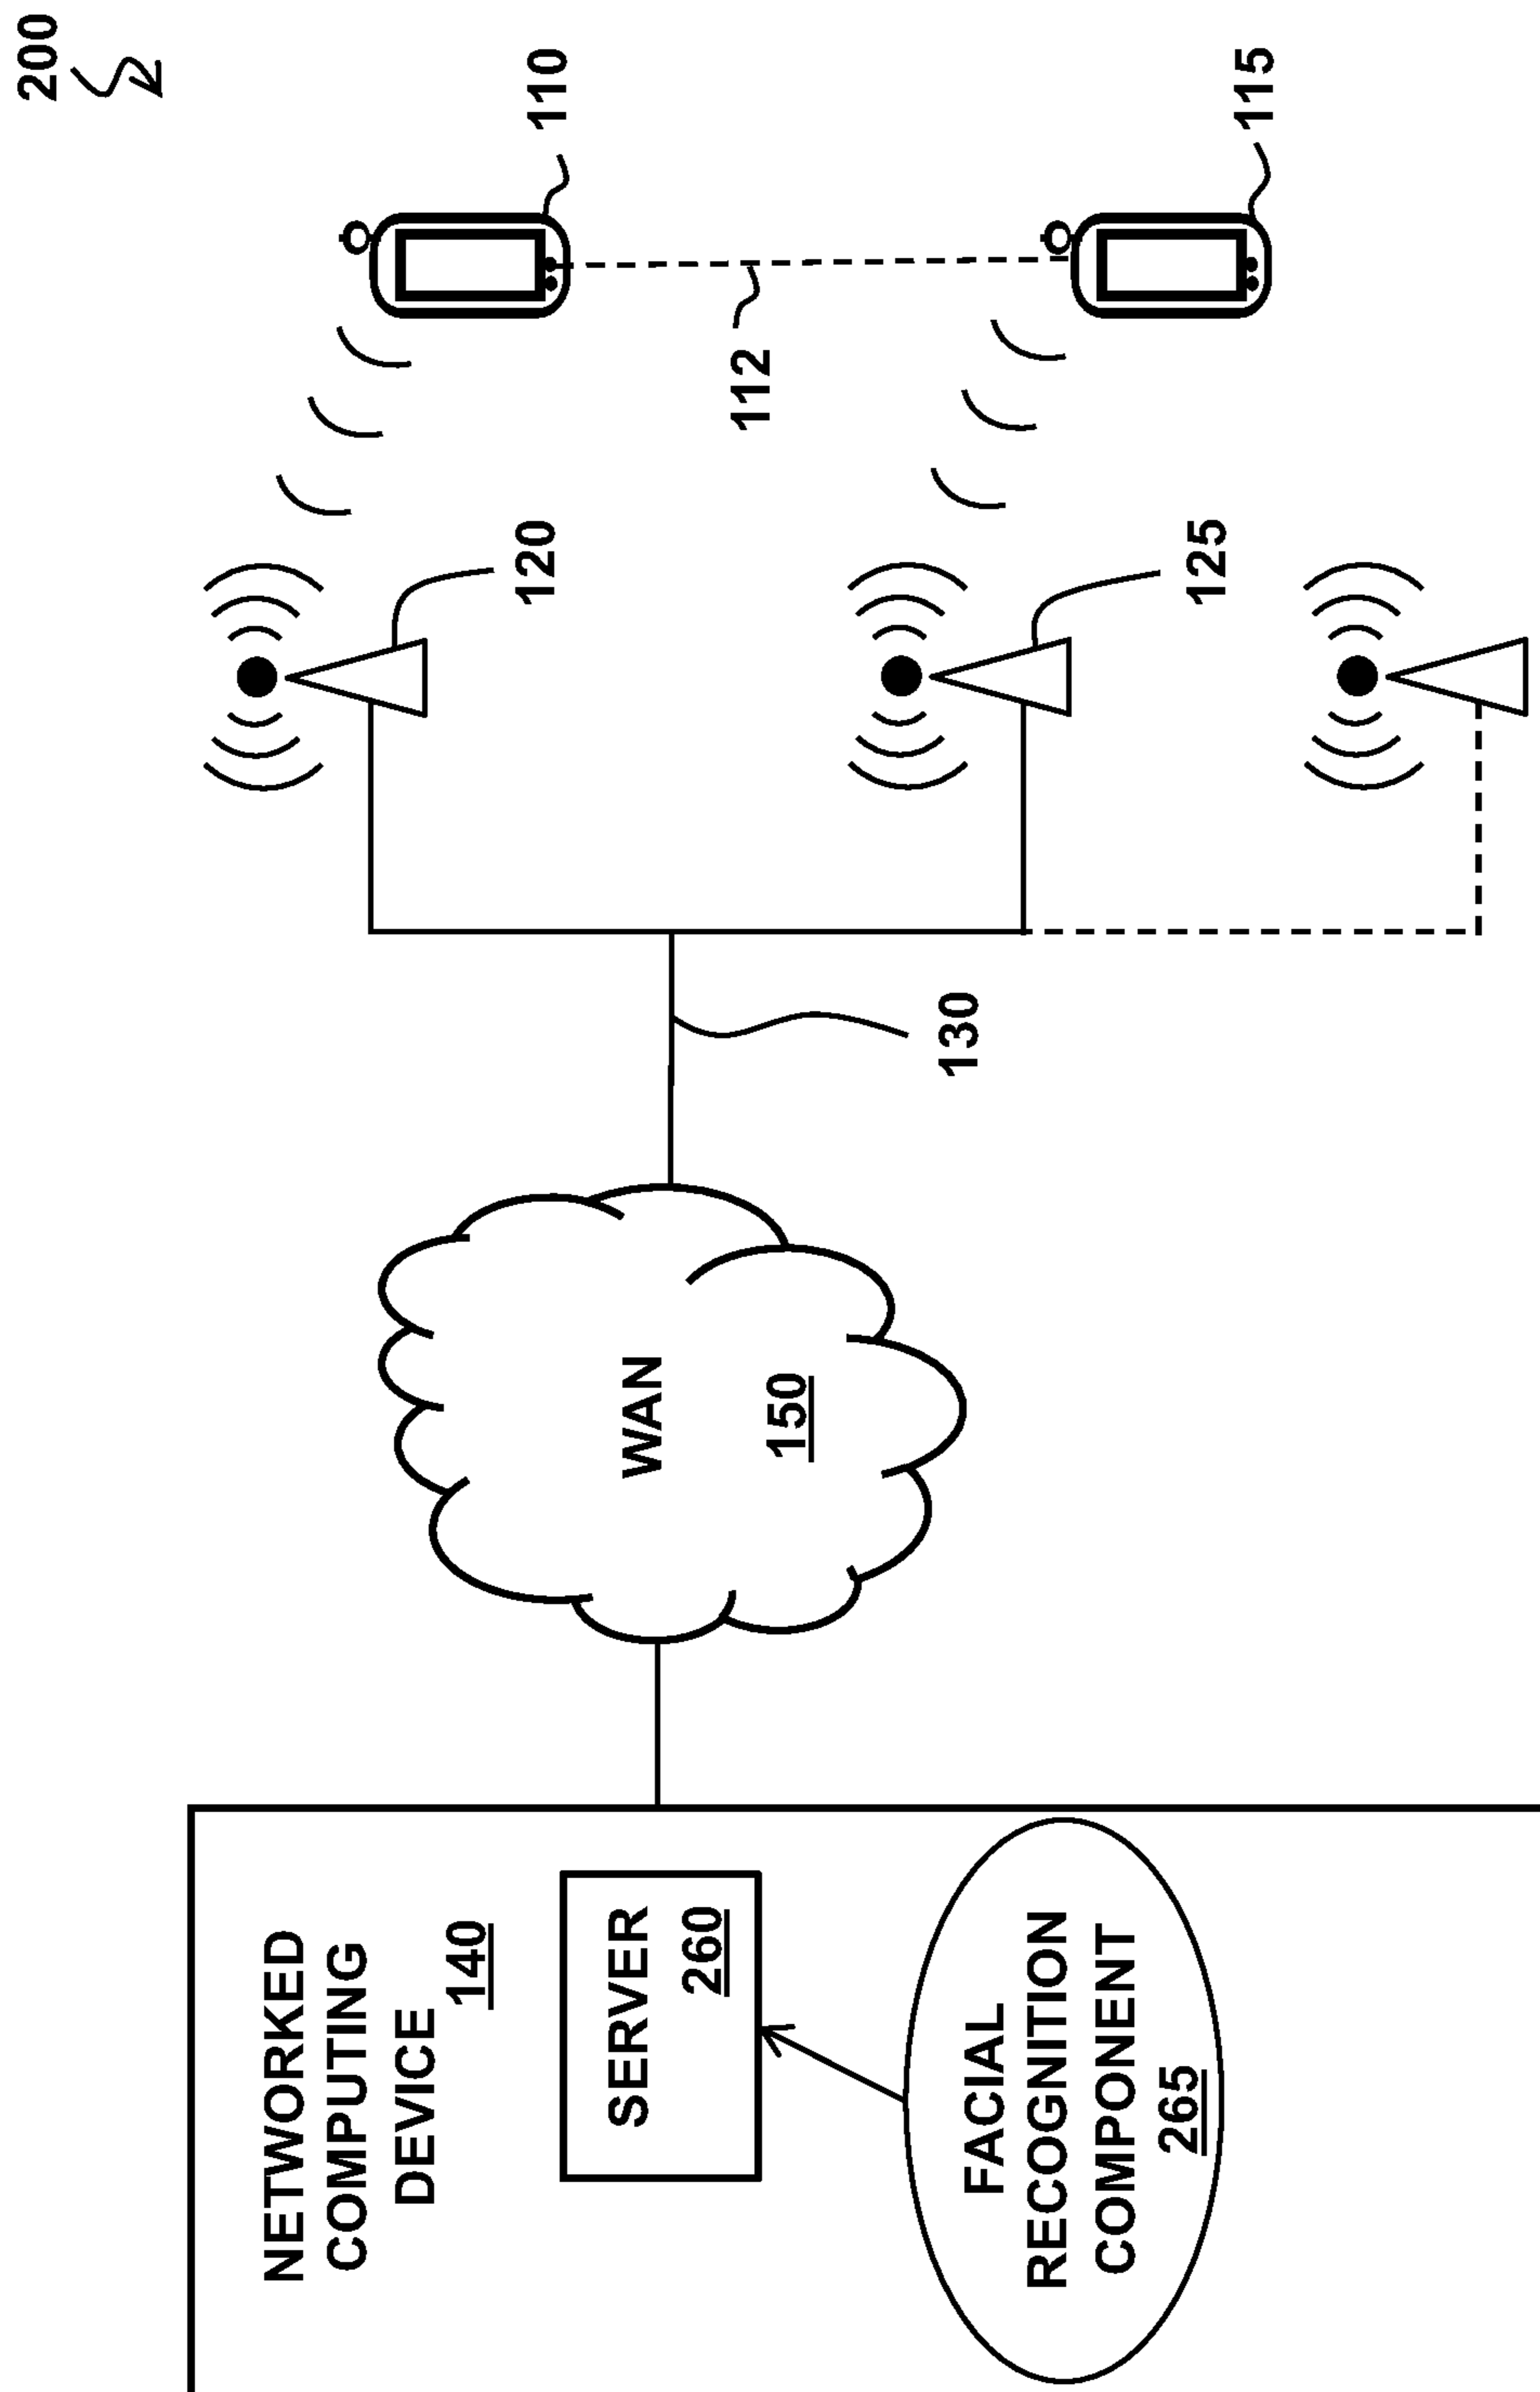 200
NETWORKED
COMPUTING
DEVICE
140
SERVER
260
FACIAL
RECOGNITION
COMPONENT
265
WAN
150
130
120
125
110
112
115